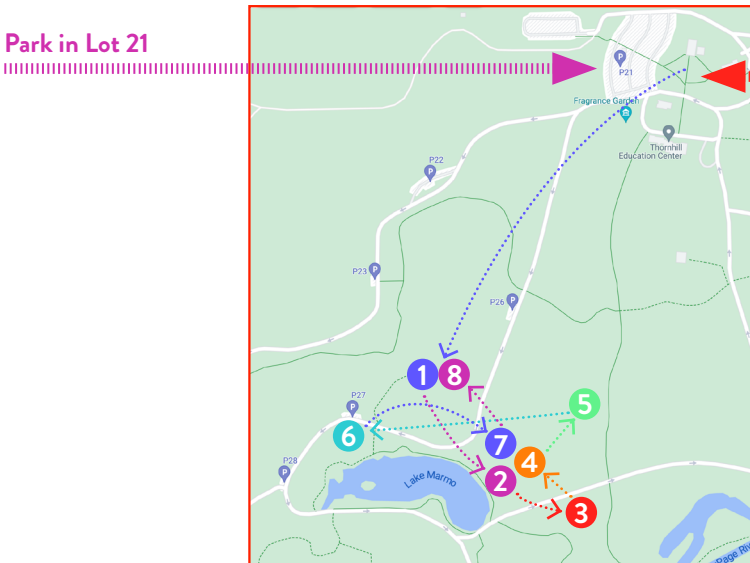 Park in Lot 21
P21
Fragrance Garden
Thornhill
Education Center
P22
P23
P26
1
8
P27
5
6
7
4
P28
2
Lake Marmo
3